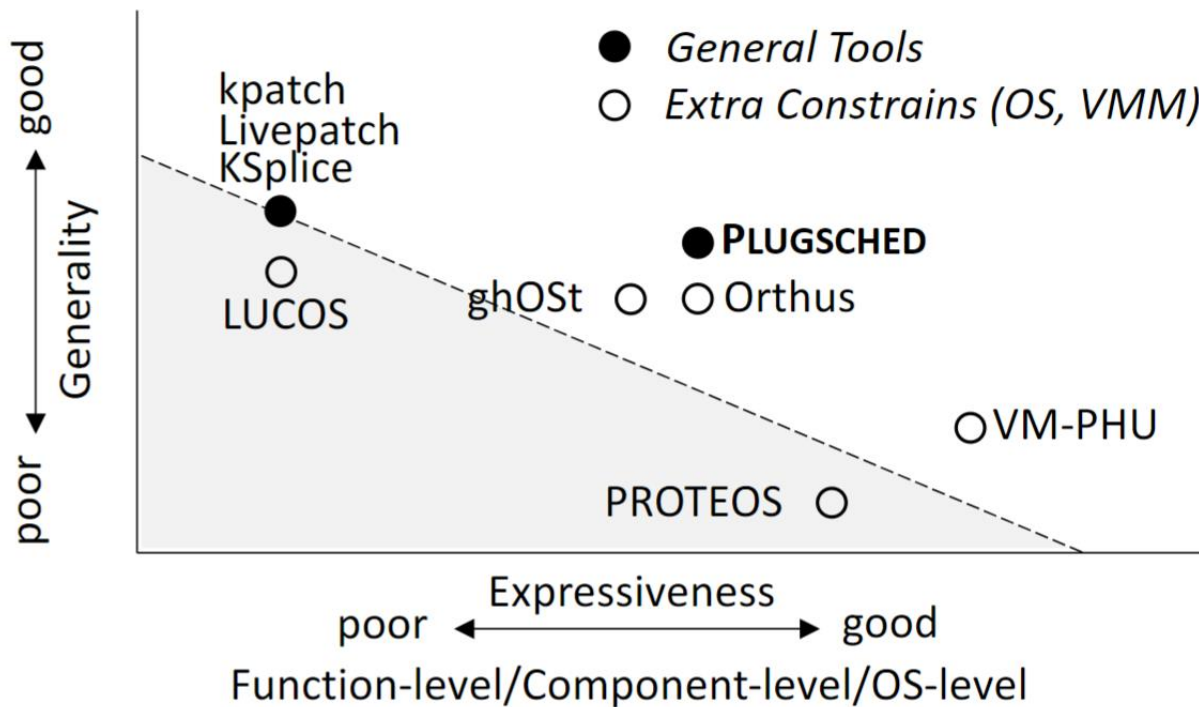 General Tools
Extra Constrains (OS, VMM)
good
Generality
poor
kpatch
Livepatch
KSplice
LUCOS
PLUGSCHED
ghOSt
Orthus
VM-PHU
PROTEOS
Expressiveness
poor
good
Function-level/Component-level/OS-level